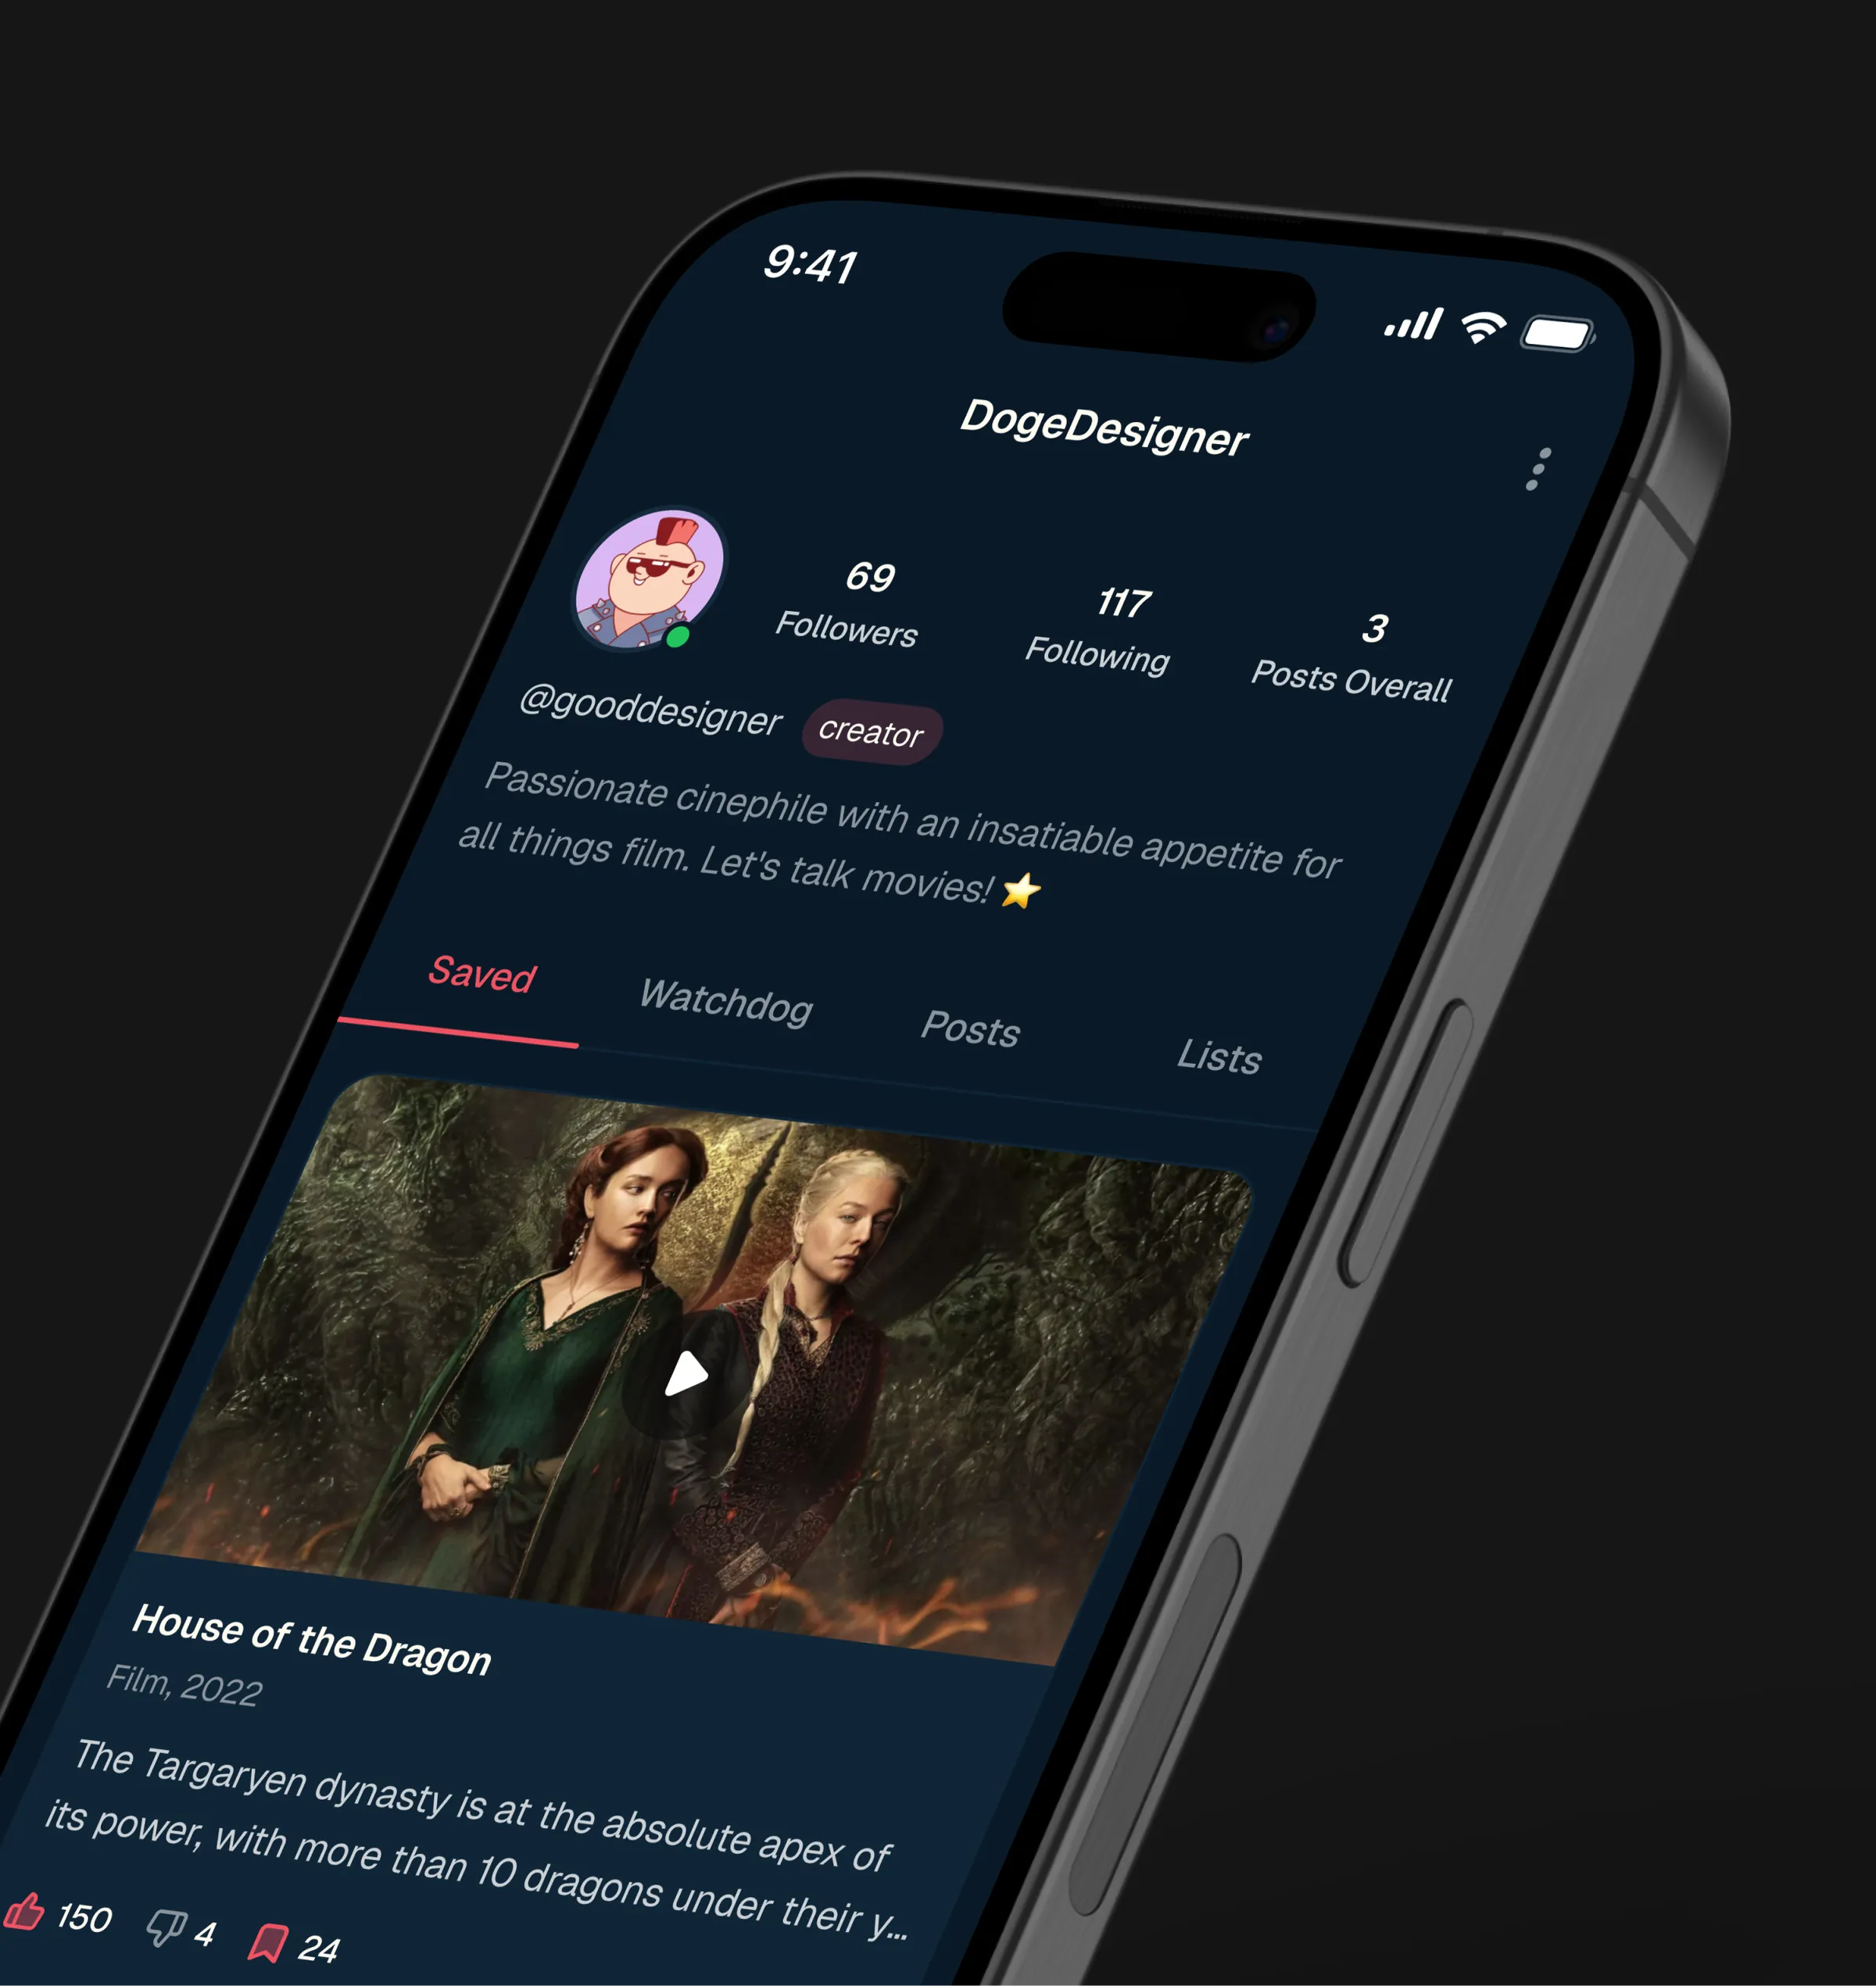 9:41
DogeDesigner
69
Followers
117
Following
3
Posts Overall
@gooddesigner
creator
Passionate cinephile with an insatiable appetite for
all things film. Let's talk movies! ⭐
Saved
Watchdog
Posts
Lists
House of the Dragon
Film, 2022
The Targaryen dynasty is at the absolute apex of
its power, with more than 10 dragons under their y...
150
4
24